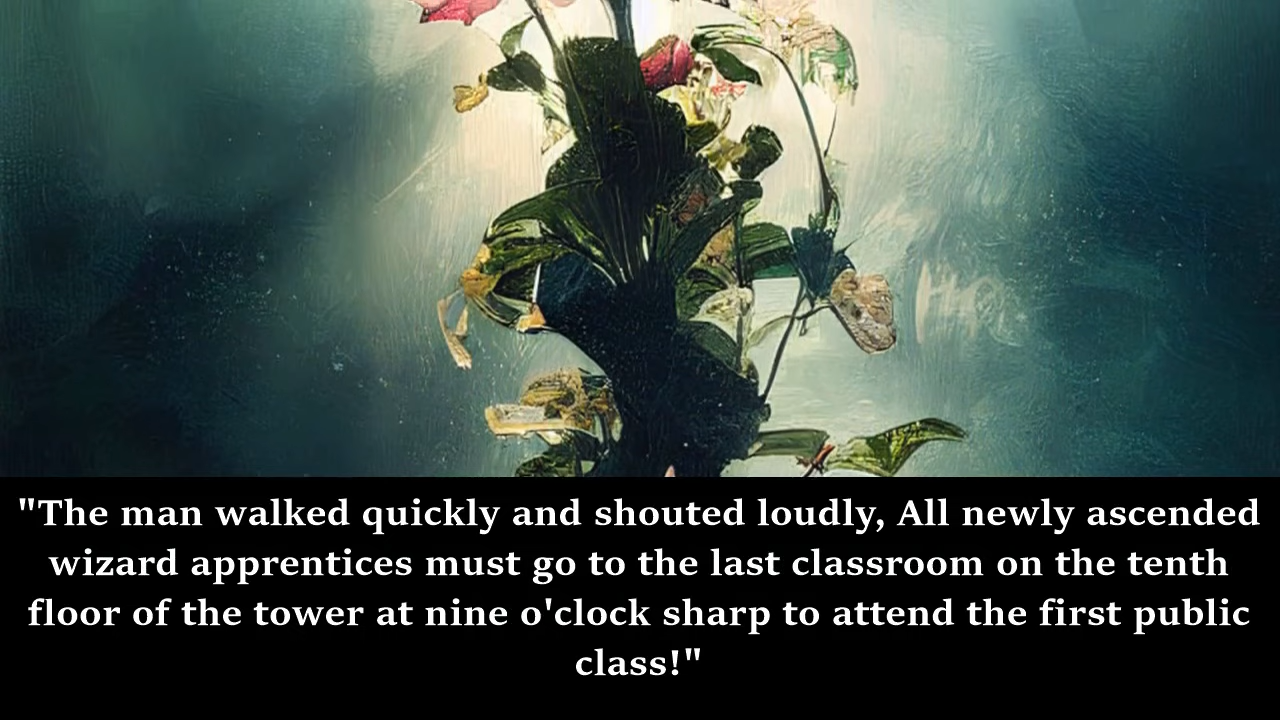 "The man walked quickly and shouted loudly, All newly ascended
wizard apprentices must go to the last classroom on the tenth
floor of the tower at nine o'clock sharp to attend the first public
class!"